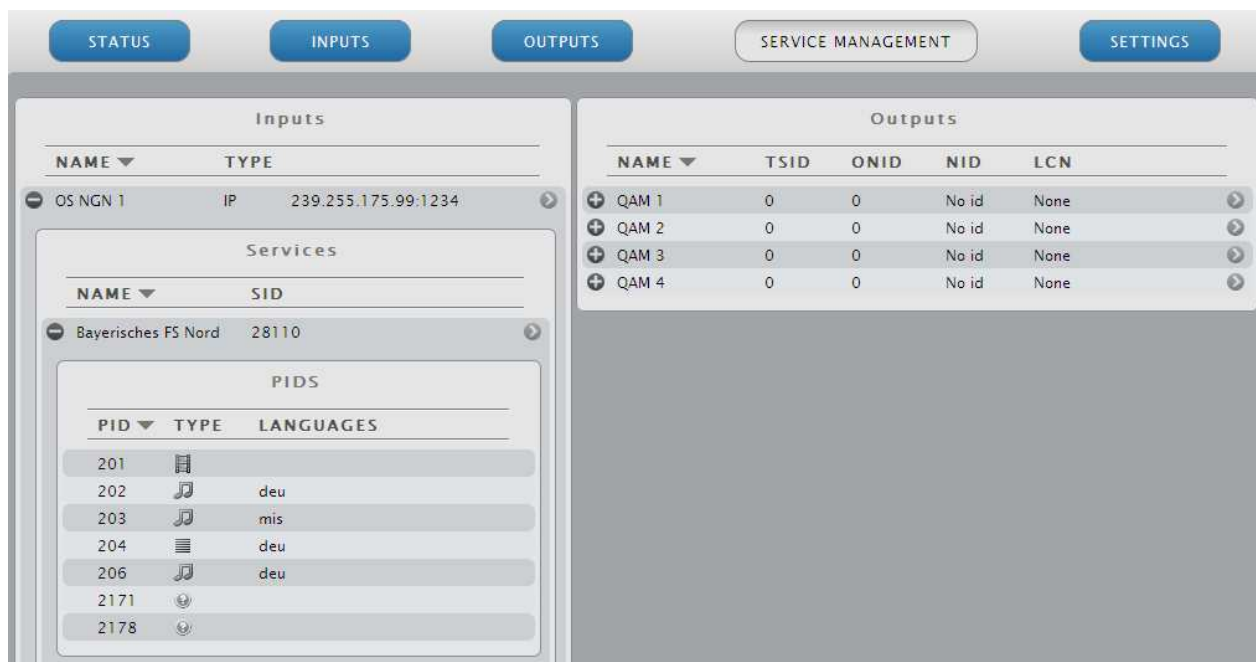 STATUS INPUTS OUTPUTS SERVICE MANAGEMENT SETTINGS
Inputs
NAME TYPE
OS NGN 1 IP 239.255.175.99:1234
Services
NAME SID
Bayerisches FS Nord 28110
PIDS
PID TYPE LANGUAGES
201
202 deu
203 mis
204 deu
206 deu
2171
2178
Outputs
NAME TSID ONID NID LCN
QAM 1 0 0 No id None
QAM 2 0 0 No id None
QAM 3 0 0 No id None
QAM 4 0 0 No id None